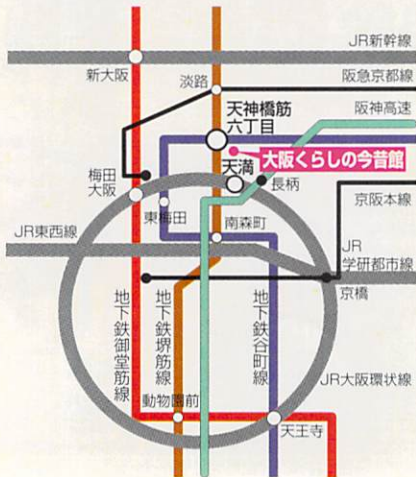 JR新幹線
新大阪
阪急京都線
淡路
阪神高速
天神橋筋
六丁目
大阪くらしの今昔館
天満
長柄
梅田
大阪
東梅田
京阪本線
南森町
JR東西線
JR
学研都市線
京橋
地下鉄御堂筋線
地下鉄堺筋線
地下鉄谷町線
JR大阪環状線
動物園前
天王寺